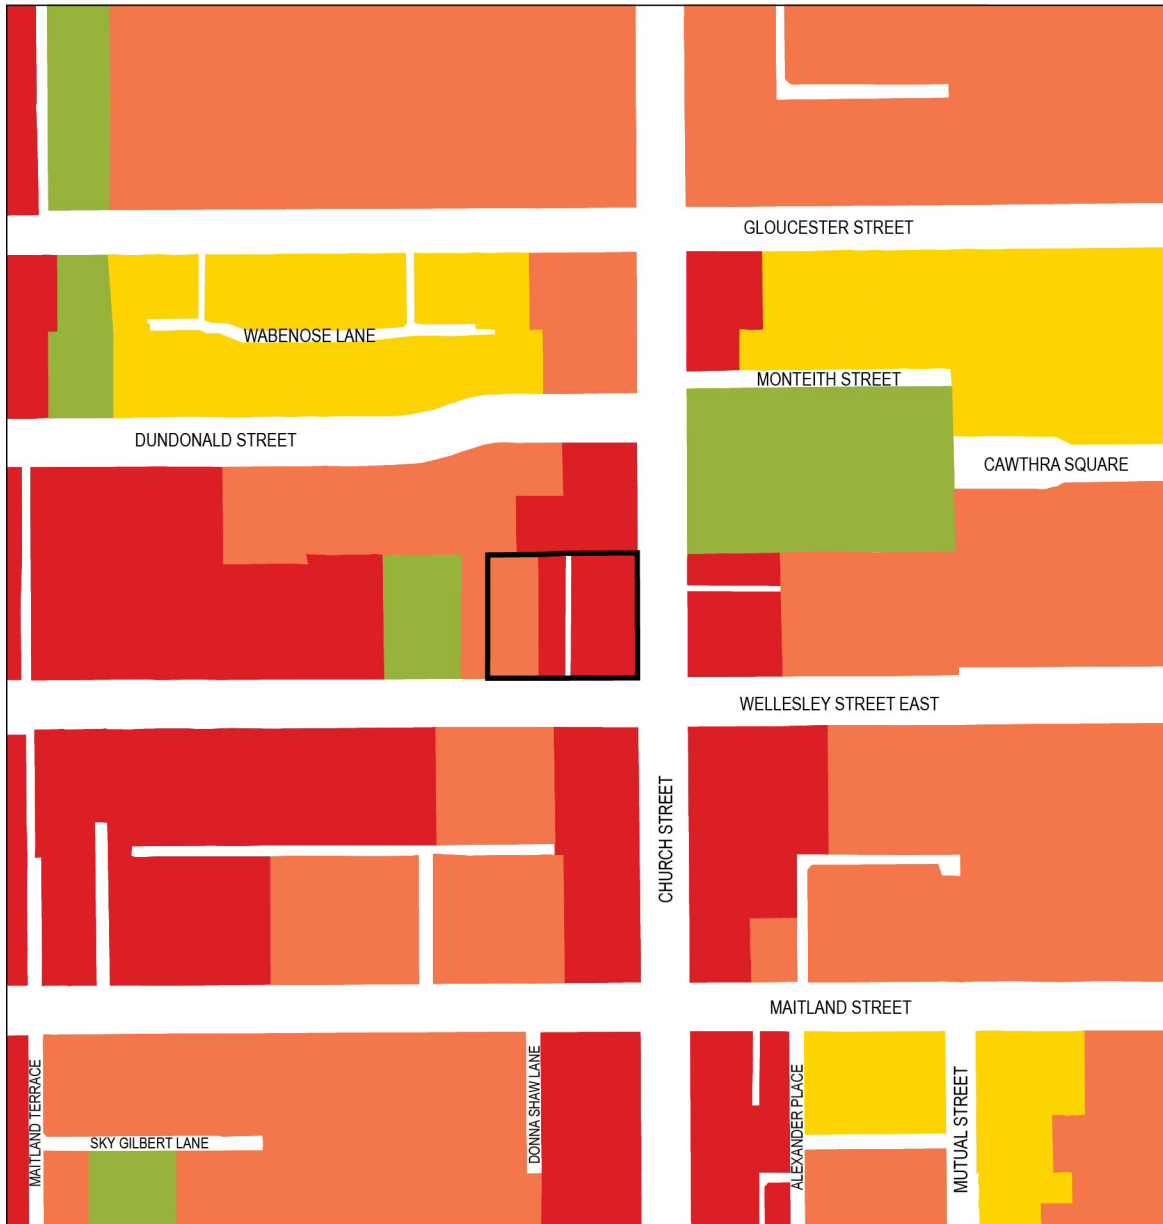 GLOUCESTER STREET
WABENOSE LANE
MONTEITH STREET
DUNDONALD STREET
CAWTHRA SQUARE
WELLESLEY STREET EAST
CHURCH STREET
MAITLAND STREET
MAITLAND TERRACE
SKY GILBERT LANE
DONNA SHAW LANE
ALEXANDER PLACE
MUTUAL STREET